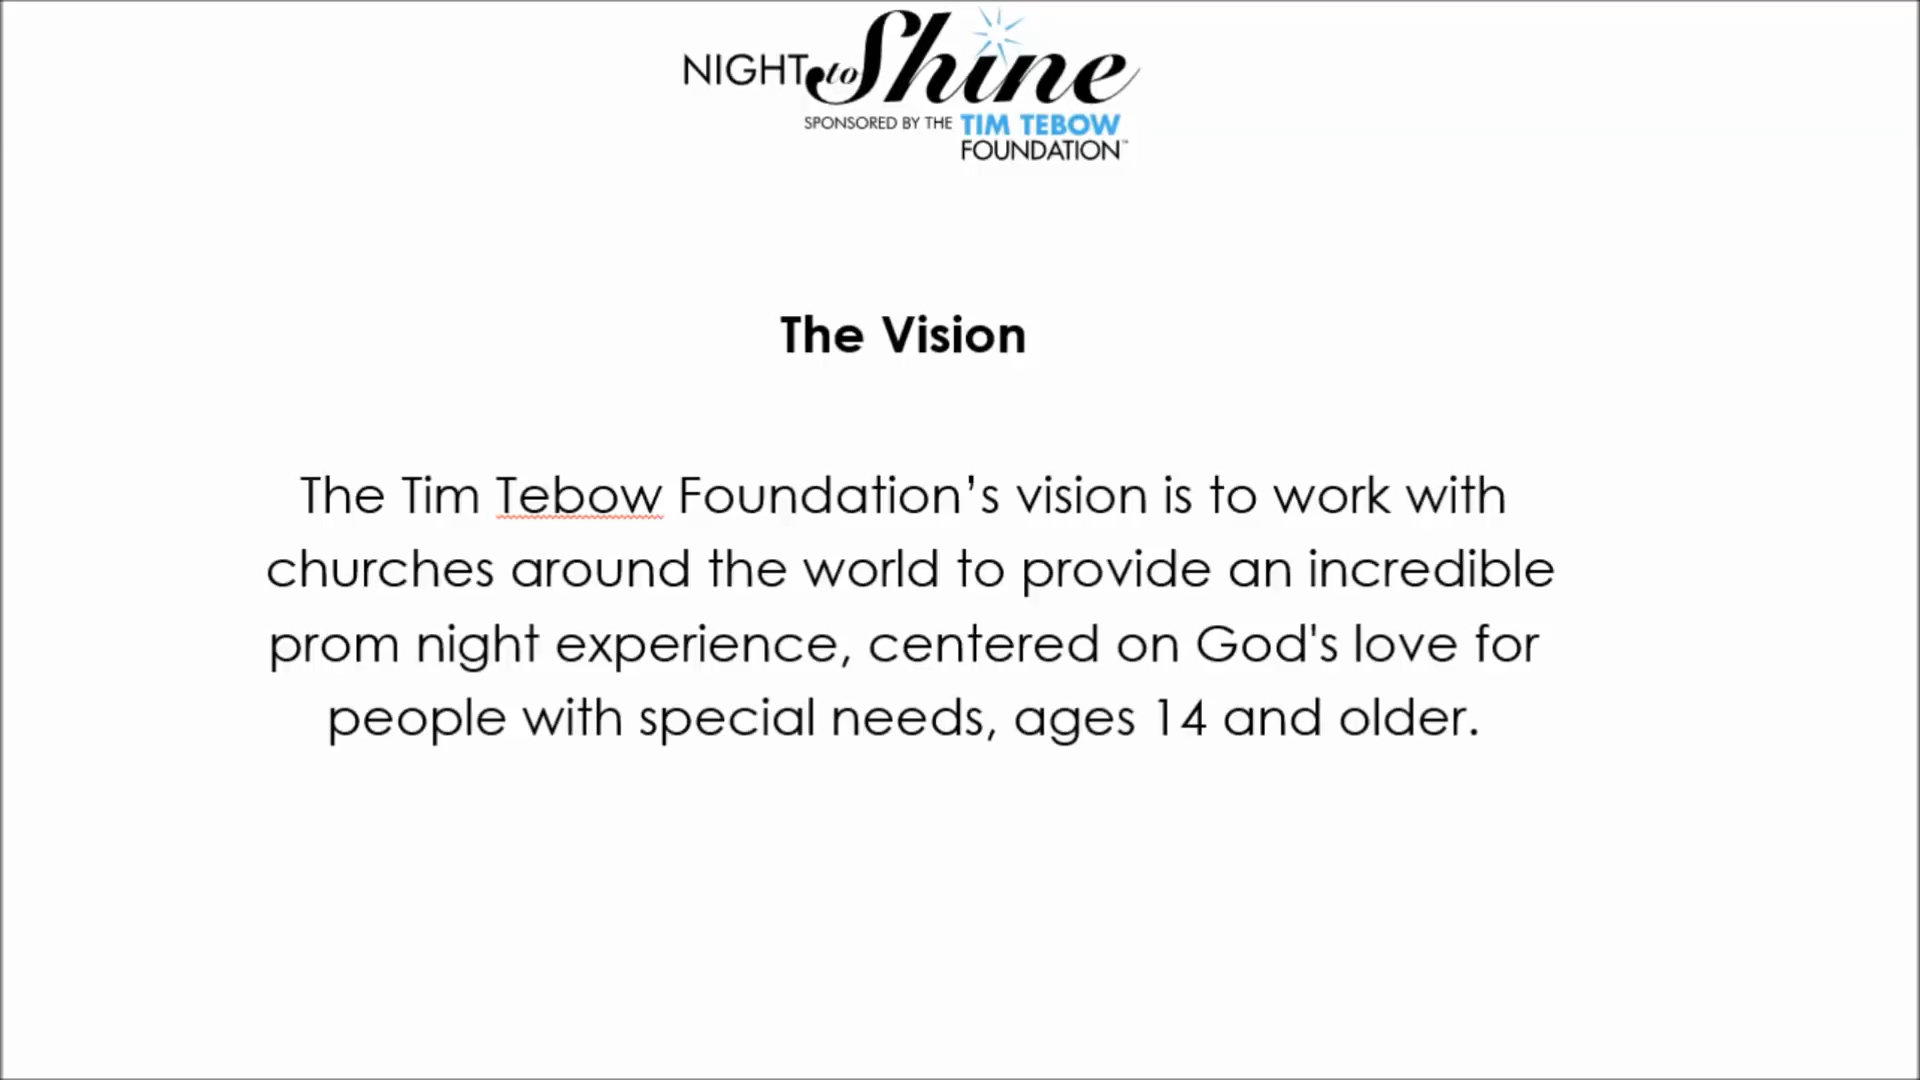 NIGHT to Shine
SPONSORED BY THE TIM TEBOW
FOUNDATION™
The Vision
The Tim Tebow Foundation’s vision is to work with
churches around the world to provide an incredible
prom night experience, centered on God's love for
people with special needs, ages 14 and older.